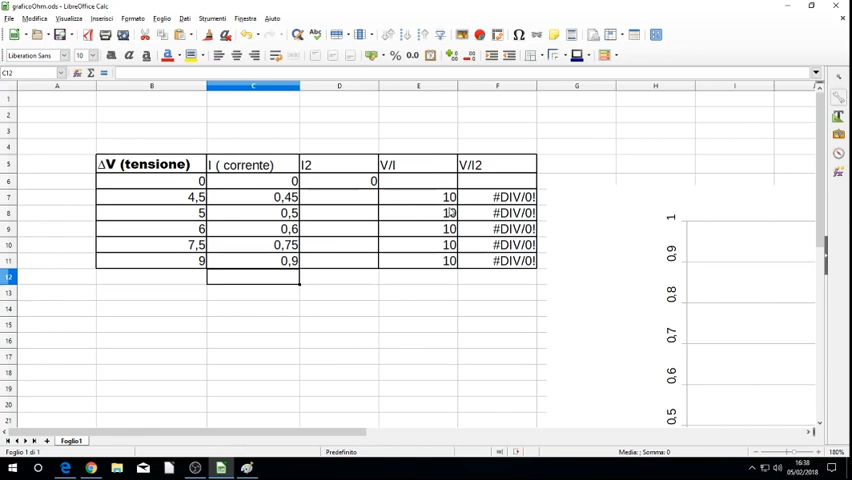 graficoOhm.ods - LibreOffice Calc
File Modifica Visualizza Inserisci Formato Foglio Dati Strumenti Finestra Aiuto
Liberation Sans 10
C12
A B C D E F G H I
1
2
3
4
5 ΔV (tensione) I ( corrente) I2 V/I V/I2
6 0 0 0
7 4,5 0,45 10 #DIV/0!
8 5 0,5 10 #DIV/0!
9 6 0,6 10 #DIV/0!
10 7,5 0,75 10 #DIV/0!
11 9 0,9 10 #DIV/0!
12
13
14
15
16
17
18
19
20
21
1
0,9
0,8
0,7
0,6
0,5
Foglio1
Foglio 1 di 1 Predefinito Media: ; Somma: 0 180%
16:38
05/02/2018